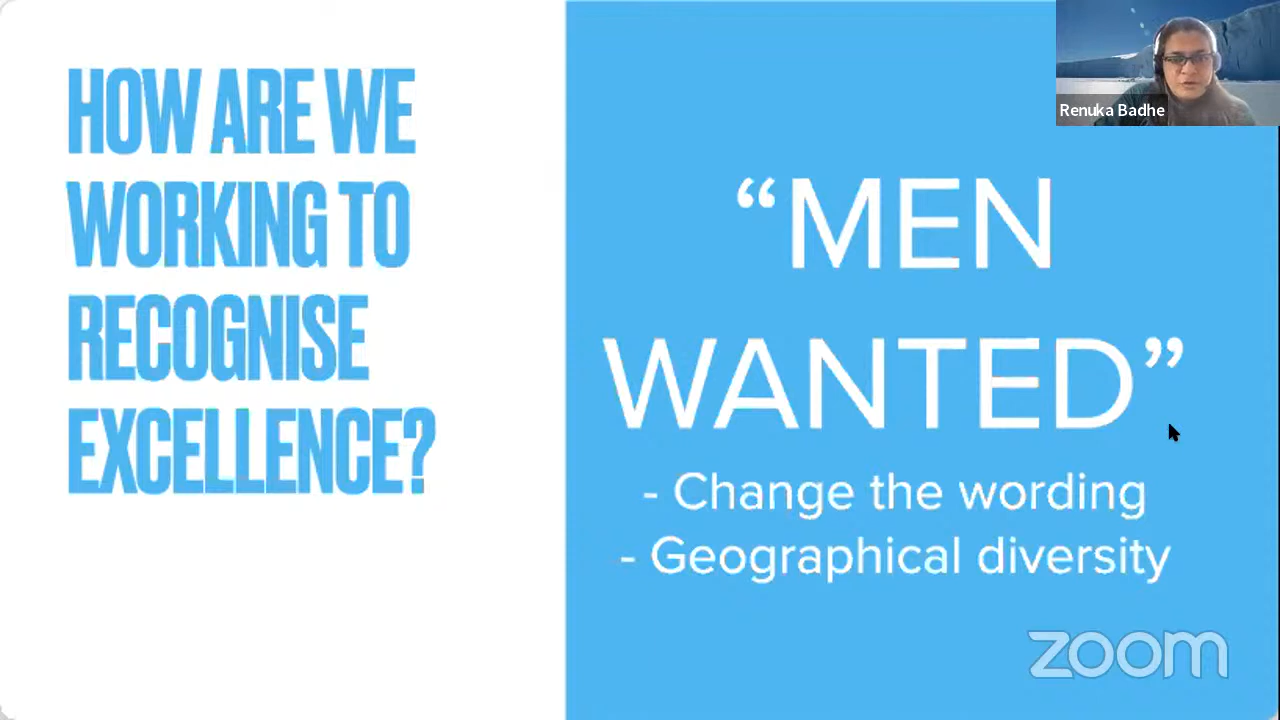 HOW ARE WE
WORKING TO
RECOGNISE
EXCELLENCE?
Renuka Badhe
“MEN
WANTED”
- Change the wording
- Geographical diversity
zoom